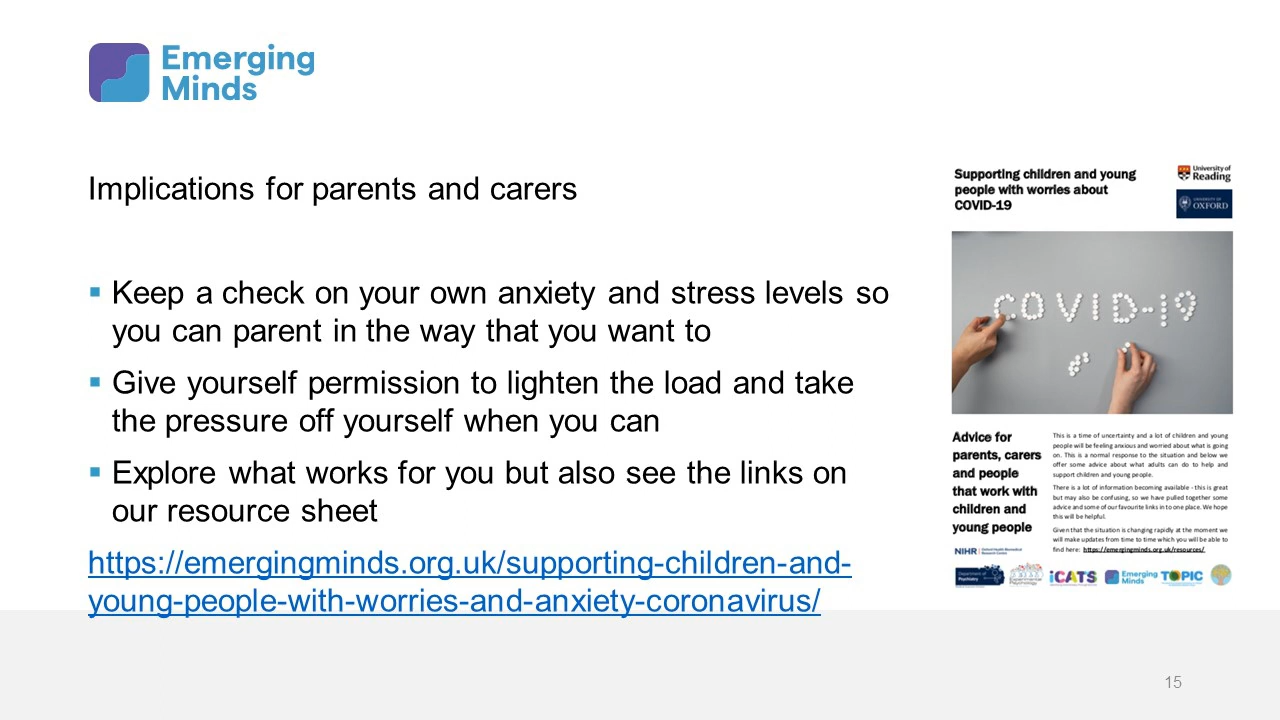 Emerging
Minds
Implications for parents and carers
Keep a check on your own anxiety and stress levels so
you can parent in the way that you want to
Give yourself permission to lighten the load and take
the pressure off yourself when you can
Explore what works for you but also see the links on
our resource sheet
https://emergingminds.org.uk/supporting-children-and-
young-people-with-worries-and-anxiety-coronavirus/
Supporting children and young
people with worries about
COVID-19
University of
Reading
UNIVERSITY OF
OXFORD
COVID-19
Advice for
parents, carers
and people
that work with
children and
young people
This is a time of uncertainty and a lot of children and young
people will be feeling anxious and worried about what is going
on. This is a normal response to the situation and below we
offer some advice about what adults can do to help and
support children and young people.
There is a lot of information becoming available - this is great
but may also be confusing, so we have pulled together some
advice and some of our favourite links in to one place. We hope
this will be helpful.
Given that the situation is changing rapidly at the moment we
will make updates from time to time which you will be able to
find here: https://emergingminds.org.uk/resources/
NIHR Oxford Health Biomedical
Research Centre
Department of
Psychiatry
Experimental
Psychology
iCATS
Emerging
Minds
TOPIC
15